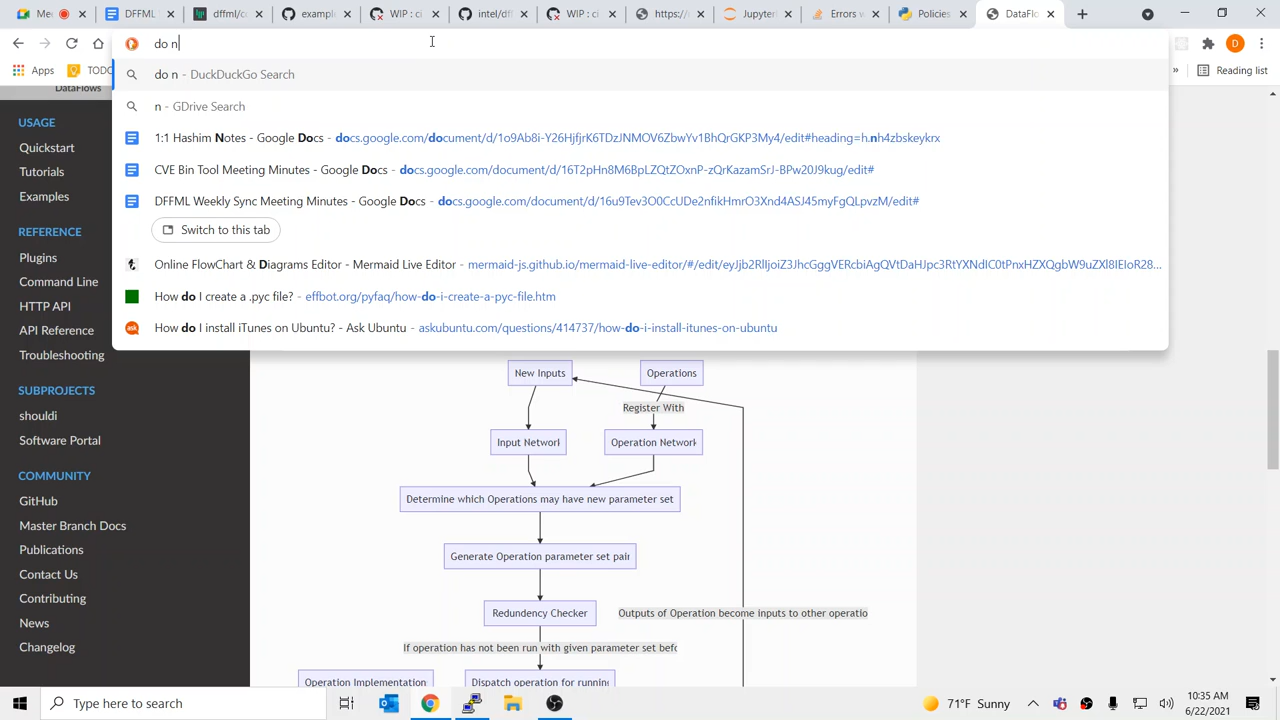 DFFML
dffml/c
example
WIP : ci
intel/dff
WIP : ci
https://
Jupyter
Errors v
Policies
DataFlo
do n
D
Apps
TODO
»
Reading list
do n - DuckDuckGo Search
n - GDrive Search
1:1 Hashim Notes - Google Docs - docs.google.com/document/d/1o9Ab8i-Y26HjfjrK6TDzJNMOV6ZbwYv1BhQrGKP3My4/edit#heading=h.nh4zbskeykrx
CVE Bin Tool Meeting Minutes - Google Docs - docs.google.com/document/d/16T2pHn8M6BpLZQtZOxnP-zQrKazamSrJ-BPw20J9kug/edit#
DFFML Weekly Sync Meeting Minutes - Google Docs - docs.google.com/document/d/16u9Tev3O0CcUDe2nfikHmrO3Xnd4ASJ45myFgQLpvzM/edit#
Switch to this tab
Online FlowChart & Diagrams Editor - Mermaid Live Editor - mermaid-js.github.io/mermaid-live-editor/#/edit/eyJjb2RlIjoiZ3JhcGggVERcbiAgQVtDaHJpc3RtYXNdIC0tPnxHZXQgbW9uZXl8IEIoR28...
How do I create a .pyc file? - effbot.org/pyfaq/how-do-i-create-a-pyc-file.htm
How do I install iTunes on Ubuntu? - Ask Ubuntu - askubuntu.com/questions/414737/how-do-i-install-itunes-on-ubuntu
DataFlows
USAGE
Quickstart
Tutorials
Examples
REFERENCE
Plugins
Command Line
HTTP API
API Reference
Troubleshooting
SUBPROJECTS
shouldi
Software Portal
COMMUNITY
GitHub
Master Branch Docs
Publications
Contact Us
Contributing
News
Changelog
New Inputs
Operations
Register With
Input Network
Operation Network
Determine which Operations may have new parameter set
Generate Operation parameter set pair
Redundancy Checker
Outputs of Operation become inputs to other operatio
If operation has not been run with given parameter set befo
Operation Implementation
Dispatch operation for running
Type here to search
71°F Sunny
10:35 AM
6/22/2021